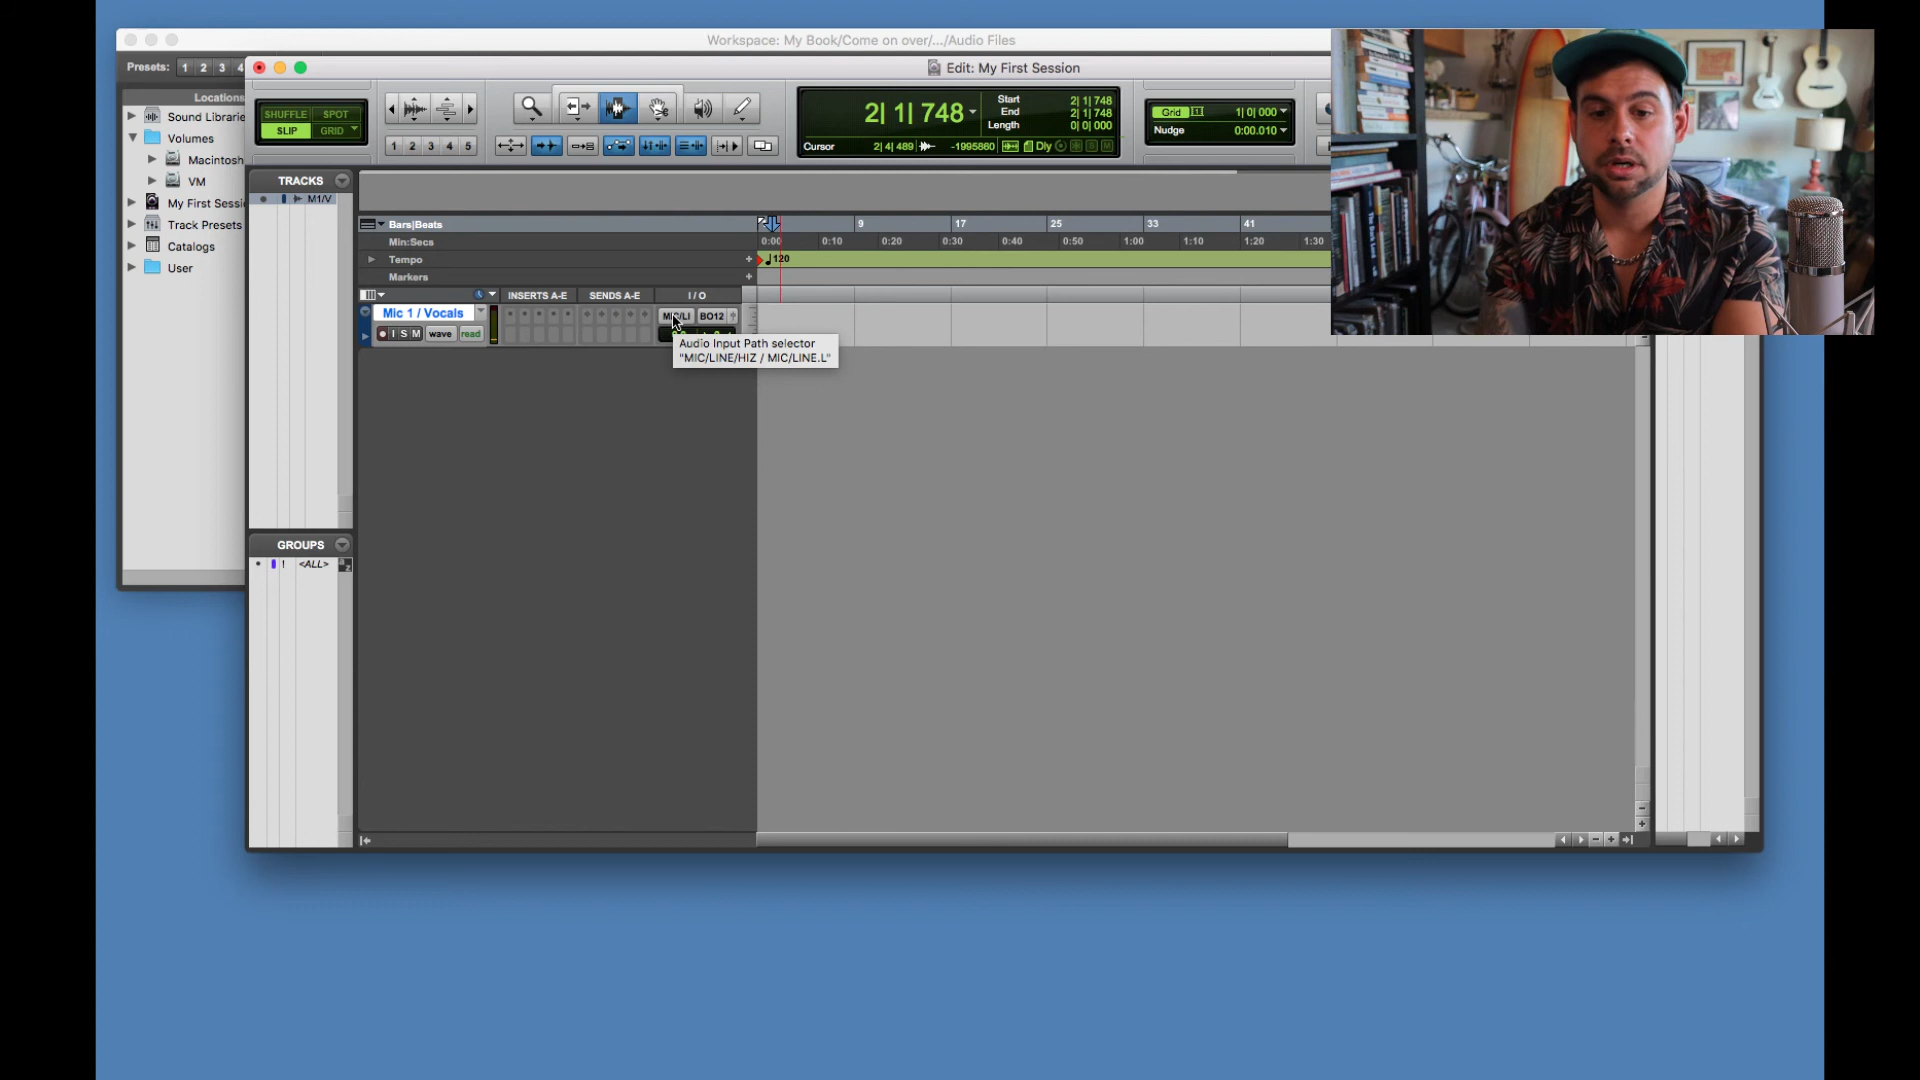 Workspace: My Book/Come on over/.../Audio Files
Presets: 1 2 3 4
Edit: My First Session
Locations
Sound Librarie
Volumes
Macintosh
VM
My First Sessi
Track Presets
Catalogs
User
SHUFFLE SPOT
SLIP GRID
1 2 3 4 5
2| 1| 748
Start 2| 1| 748
End 2| 1| 748
Length 0| 0| 000
Cursor 2| 4| 489 -1995860 Dly
Grid 1| 0| 000
Nudge 0:00.010
TRACKS
M1/V
Bars|Beats 9 17 25 33 41
Min:Secs 0:00 0:10 0:20 0:30 0:40 0:50 1:00 1:10 1:20 1:30
Tempo 120
Markers
INSERTS A-E SENDS A-E I / O
Mic 1 / Vocals
I S M wave read
BO12
Audio Input Path selector
"MIC/LINE/HIZ / MIC/LINE.L"
GROUPS
! <ALL>